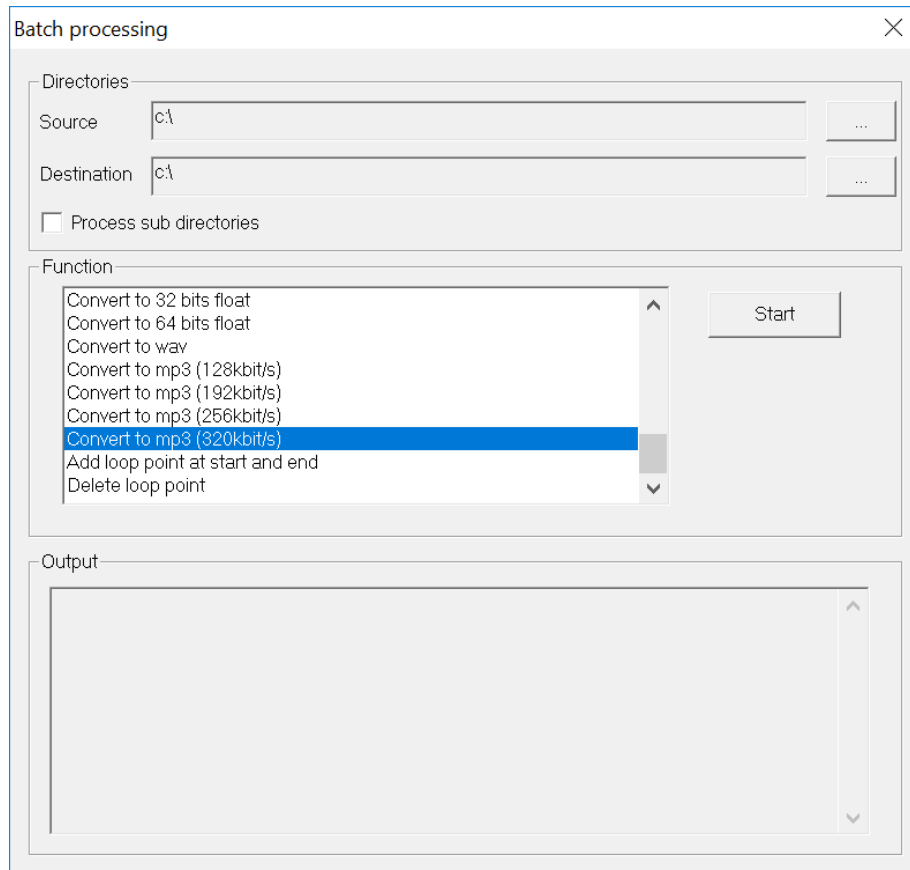 Batch processing
Directories
Source c:\ ...
Destination c:\ ...
Process sub directories
Function
Convert to 32 bits float
Convert to 64 bits float
Convert to wav
Convert to mp3 (128kbit/s)
Convert to mp3 (192kbit/s)
Convert to mp3 (256kbit/s)
Convert to mp3 (320kbit/s)
Add loop point at start and end
Delete loop point
Start
Output